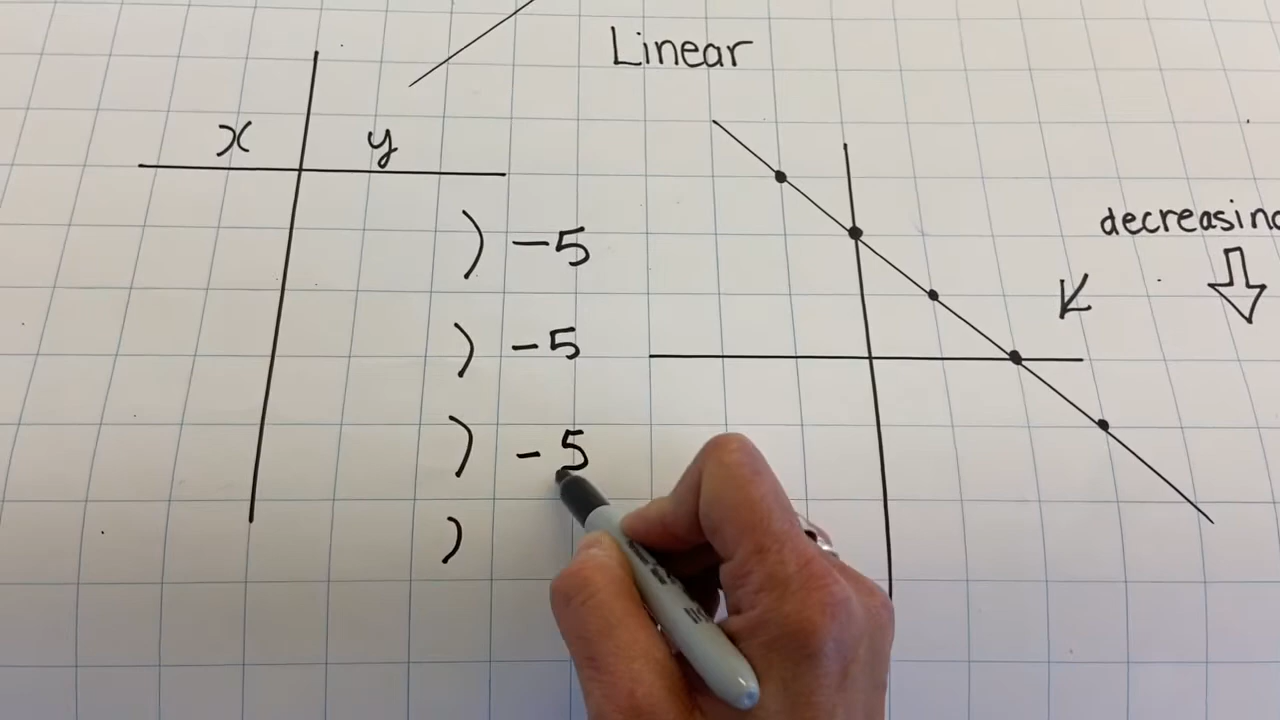 Linear
x y
) -5
) -5
) -5
)
decreasing